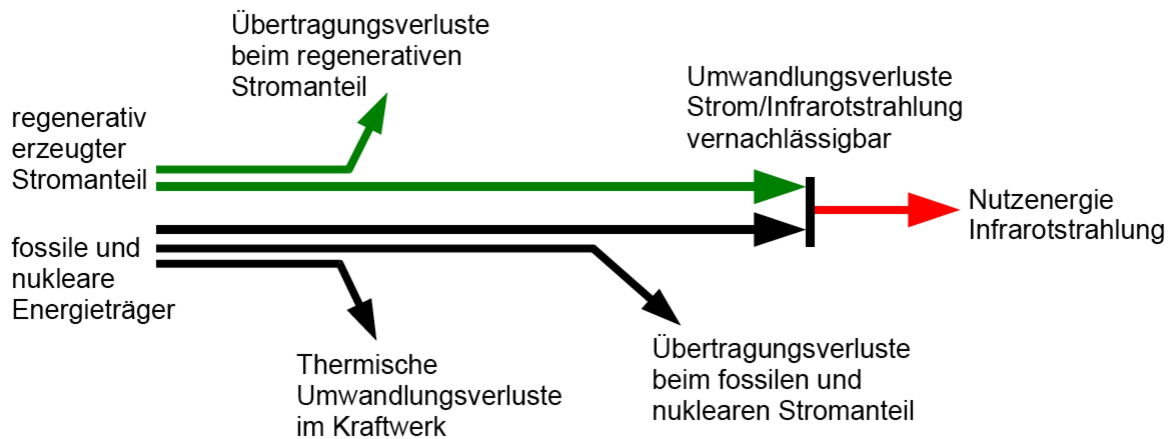 Übertragungsverluste
beim regenerativen
Stromanteil
Umwandlungsverluste
Strom/Infrarotstrahlung
vernachlässigbar
regenerativ
erzeugter
Stromanteil
Nutzenergie
Infrarotstrahlung
fossile und
nukleare
Energieträger
Thermische
Umwandlungsverluste
im Kraftwerk
Übertragungsverluste
beim fossilen und
nuklearen Stromanteil